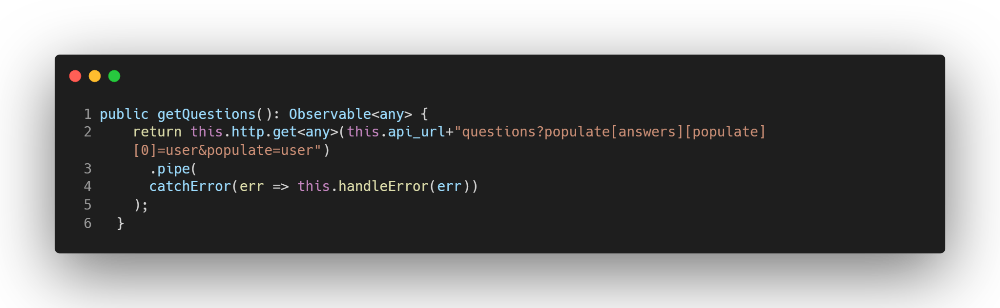 1 public getQuestions(): Observable<any> {
2     return this.http.get<any>(this.api_url+"questions?populate[answers][populate]
    [0]=user&populate=user")
3       .pipe(
4       catchError(err => this.handleError(err))
5     );
6   }